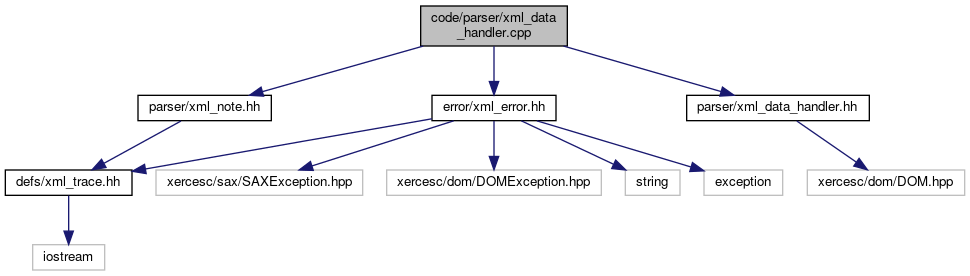 code/parser/xml_data
_handler.cpp
parser/xml_note.hh
error/xml_error.hh
parser/xml_data_handler.hh
defs/xml_trace.hh
xercesc/sax/SAXException.hpp
xercesc/dom/DOMException.hpp
string
exception
xercesc/dom/DOM.hpp
iostream